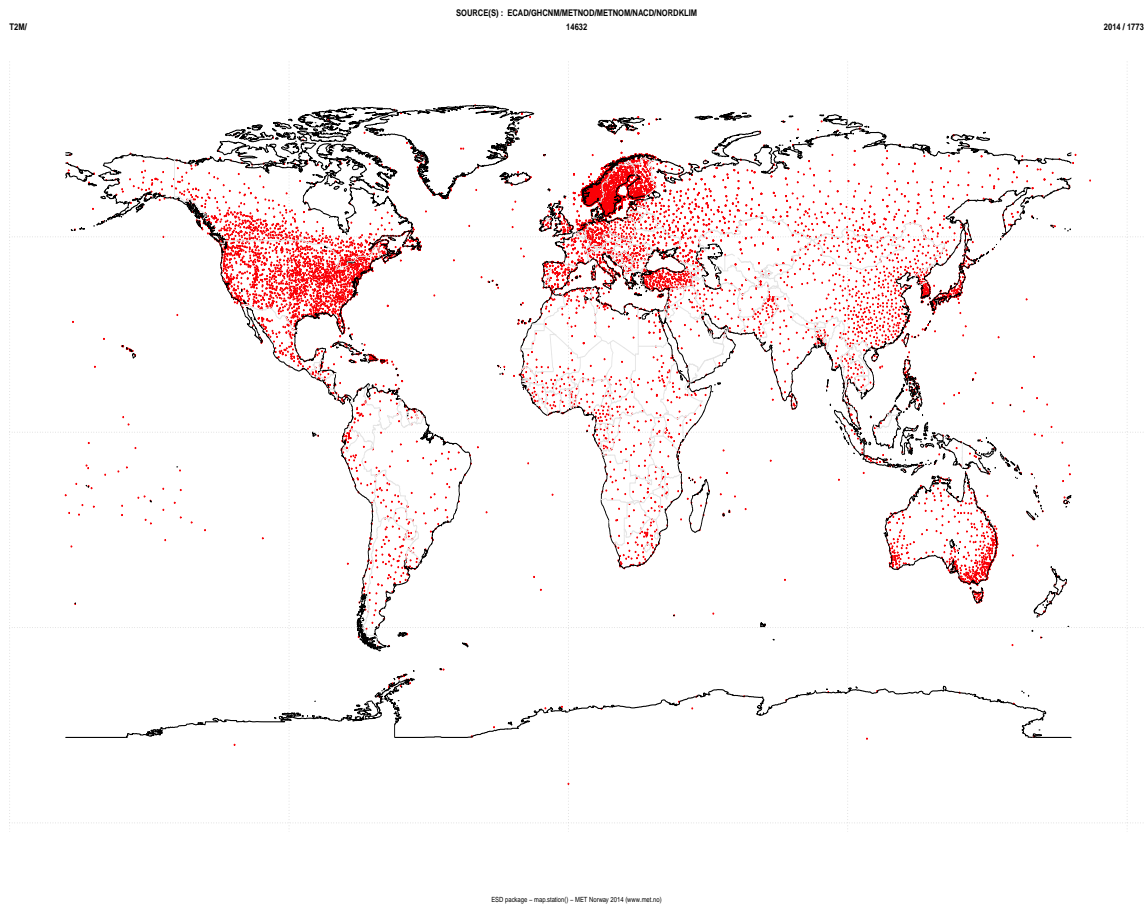 SOURCE(S) : ECAD/GHCNM/METNOD/METNOM/NACD/NORDKLIM
T2M/ 14632 2014 / 1773
ESD package – map.station() – MET Norway 2014 (www.met.no)